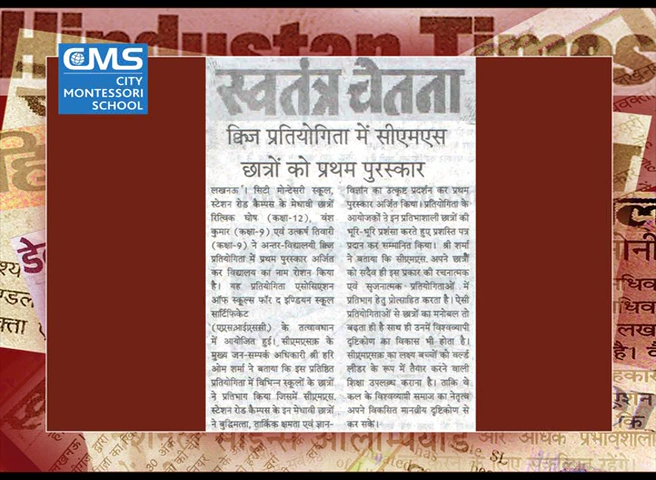 Hindustan Times
CMS
CITY
MONTESSORI
SCHOOL
स्वतंत्र चेतना
क्विज प्रतियोगिता में सीएमएस
छात्रों को प्रथम पुरस्कार
लखनऊ। सिटी मोन्टेसरी स्कूल,
स्टेशन रोड कैम्पस के मेधावी छात्रों
रित्विक घोष (कक्षा-12), वंश
कुमार (कक्षा-9) एवं उत्कर्ष तिवारी
(कक्षा-9) ने अन्तर-विद्यालयी क्विज
प्रतियोगिता में प्रथम पुरस्कार अर्जित
कर विद्यालय का नाम रोशन किया
है। यह प्रतियोगिता एसोसिएशन
ऑफ स्कूल्स फॉर द इण्डियन स्कूल
सार्टिफिकेट
(एएसआईएससी) के तत्वावधान
में आयोजित हुई। सीएमएसक्र के
मुख्य जन-सम्पर्क अधिकारी श्री हरि
ओम शर्मा ने बताया कि इस प्रतिष्ठित
प्रतियोगिता में विभिन्न स्कूलों के छात्रों
ने प्रतिभाग किया जिसमें सीएमएस,
स्टेशन रोड कैम्पस के इन मेधावी छात्रों
ने बुद्धिमत्ता, तार्किक क्षमता एवं ज्ञान-
विज्ञान का उत्कृष्ट प्रदर्शन कर प्रथम
पुरस्कार अर्जित किया। प्रतियोगिता के
आयोजकों ने इन प्रतिभाशाली छात्रों की
भूरि-भूरि प्रशंसा करते हुए प्रशस्ति पत्र
प्रदान कर सम्मानित किया। श्री शर्मा
ने बताया कि सीएमएस. अपने छात्रों
को सदैव ही इस प्रकार की रचनात्मक
एवं सृजनात्मक प्रतियोगिताओं में
प्रतिभाग हेतु प्रोत्साहित करता है। ऐसी
प्रतियोगिताओं से छात्रों का मनोबल तो
बढ़ता ही है साथ ही उनमें विश्वव्यापी
दृष्टिकोण का विकास भी होता है।
सीएमएसक्र का लक्ष्य बच्चों को वर्ल्ड
लीडर के रूप में तैयार करने वाली
शिक्षा उपलब्ध कराना है। ताकि वे
कल के विश्वव्यापी समाज का नेतृत्व
अपने विकसित मानवीय दृष्टिकोण से
कर सकें।